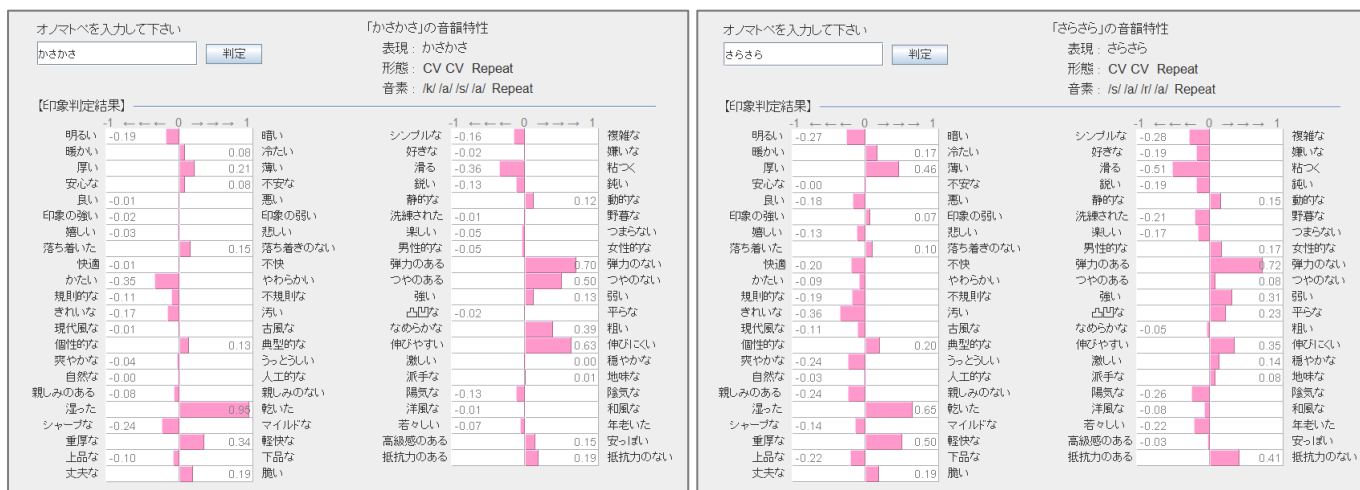 オノマトペを入力して下さい
かさかさ
判定
「かさかさ」の音韻特性
表現： かさかさ
形態： CV CV Repeat
音素： /k/ /a/ /s/ /a/ Repeat
【印象判定結果】
-1 ←←←← 0 →→→→ 1
明るい -0.19 暗い
暖かい 0.08 冷たい
厚い 0.21 薄い
安心な 0.08 不安な
良い -0.01 悪い
印象の強い -0.02 印象の弱い
嬉しい -0.03 悲しい
落ち着いた 0.15 落ち着きのない
快適 -0.01 不快
かたい -0.35 やわらかい
規則的な -0.11 不規則な
きれいな -0.17 汚い
現代風な -0.01 古風な
個性的な 0.13 典型的な
爽やかな -0.04 うっとうしい
自然な -0.00 人工的な
親しみのある -0.08 親しみのない
湿った 0.95 乾いた
シャープな -0.24 マイルドな
重厚な 0.34 軽快な
上品な -0.10 下品な
丈夫な 0.19 脆い
-1 ←←←← 0 →→→→ 1
シンプルな -0.16 複雑な
好きな -0.02 嫌いな
滑る -0.36 粘つく
鋭い -0.13 鈍い
静的な 0.12 動的な
洗練された -0.01 野暮な
楽しい -0.05 つまらない
男性的な -0.05 女性的な
弾力のある 0.70 弾力のない
つやのある 0.50 つやのない
強い 0.13 弱い
凸凹な -0.02 平らな
なめらかな 0.39 粗い
伸びやすい 0.63 伸びにくい
激しい 0.00 穏やかな
派手な 0.01 地味な
陽気な -0.13 陰気な
洋風な -0.01 和風な
若々しい -0.07 年老いた
高級感のある 0.15 安っぽい
抵抗力のある 0.19 抵抗力のない
オノマトペを入力して下さい
さらさら
判定
「さらさら」の音韻特性
表現： さらさら
形態： CV CV Repeat
音素： /s/ /a/ /r/ /a/ Repeat
【印象判定結果】
-1 ←←←← 0 →→→→ 1
明るい -0.27 暗い
暖かい 0.17 冷たい
厚い 0.46 薄い
安心な -0.00 不安な
良い -0.18 悪い
印象の強い 0.07 印象の弱い
嬉しい -0.13 悲しい
落ち着いた 0.10 落ち着きのない
快適 -0.20 不快
かたい -0.09 やわらかい
規則的な -0.19 不規則な
きれいな -0.36 汚い
現代風な -0.11 古風な
個性的な 0.20 典型的な
爽やかな -0.24 うっとうしい
自然な -0.03 人工的な
親しみのある -0.24 親しみのない
湿った 0.65 乾いた
シャープな -0.14 マイルドな
重厚な 0.50 軽快な
上品な -0.22 下品な
丈夫な 0.19 脆い
-1 ←←←← 0 →→→→ 1
シンプルな -0.28 複雑な
好きな -0.19 嫌いな
滑る -0.51 粘つく
鋭い -0.19 鈍い
静的な 0.15 動的な
洗練された -0.21 野暮な
楽しい -0.17 つまらない
男性的な 0.17 女性的な
弾力のある 0.72 弾力のない
つやのある 0.08 つやのない
強い 0.31 弱い
凸凹な 0.23 平らな
なめらかな -0.05 粗い
伸びやすい 0.35 伸びにくい
激しい 0.14 穏やかな
派手な 0.08 地味な
陽気な -0.26 陰気な
洋風な -0.08 和風な
若々しい -0.22 年老いた
高級感のある -0.03 安っぽい
抵抗力のある 0.41 抵抗力のない